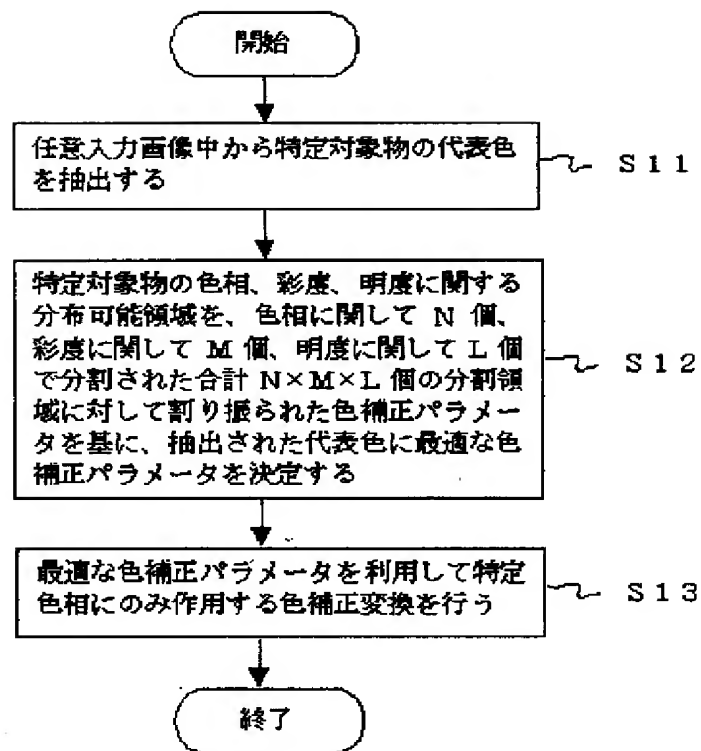 開始
任意入力画像中から特定対象物の代表色
を抽出する
S11
特定対象物の色相、彩度、明度に関する
分布可能領域を、色相に関して N 個、
彩度に関して M 個、明度に関して L 個
で分割された合計 N×M×L 個の分割領
域に対して割り振られた色補正パラメー
タを基に、抽出された代表色に最適な色
補正パラメータを決定する
S12
最適な色補正パラメータを利用して特定
色相にのみ作用する色補正変換を行う
S13
終了